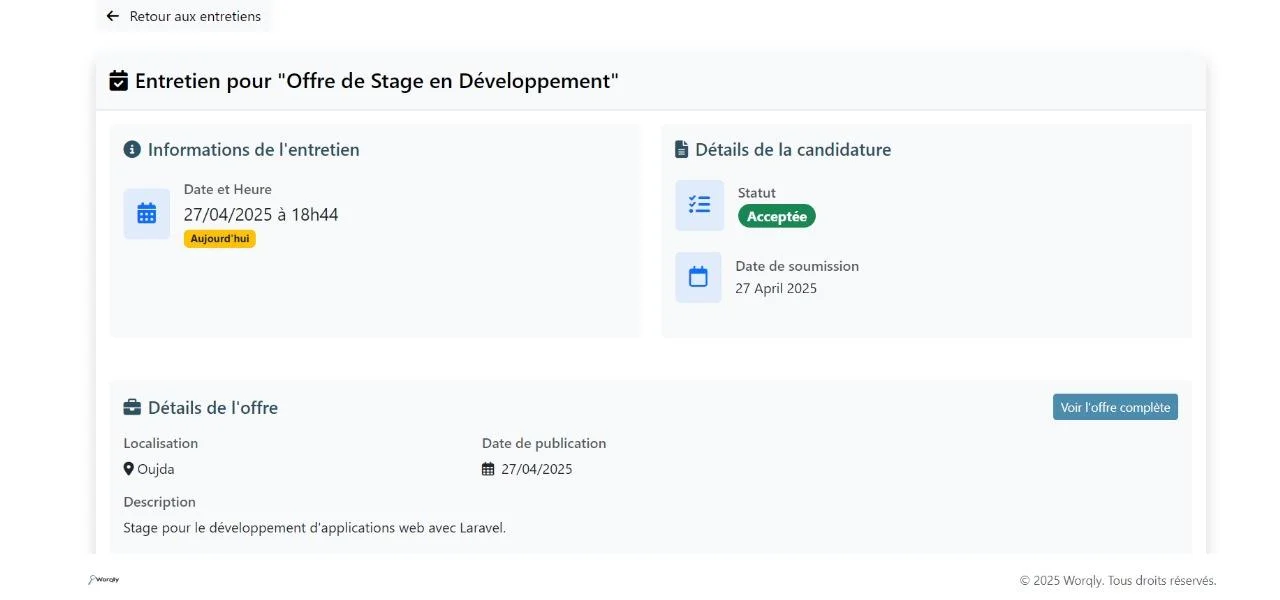 Retour aux entretiens
Entretien pour "Offre de Stage en Développement"
Informations de l'entretien
Date et Heure
27/04/2025 à 18h44
Aujourd'hui
Détails de la candidature
Statut
Acceptée
Date de soumission
27 April 2025
Détails de l'offre
Voir l'offre complète
Localisation
Oujda
Date de publication
27/04/2025
Description
Stage pour le développement d'applications web avec Laravel.
Worqly
© 2025 Worqly. Tous droits réservés.